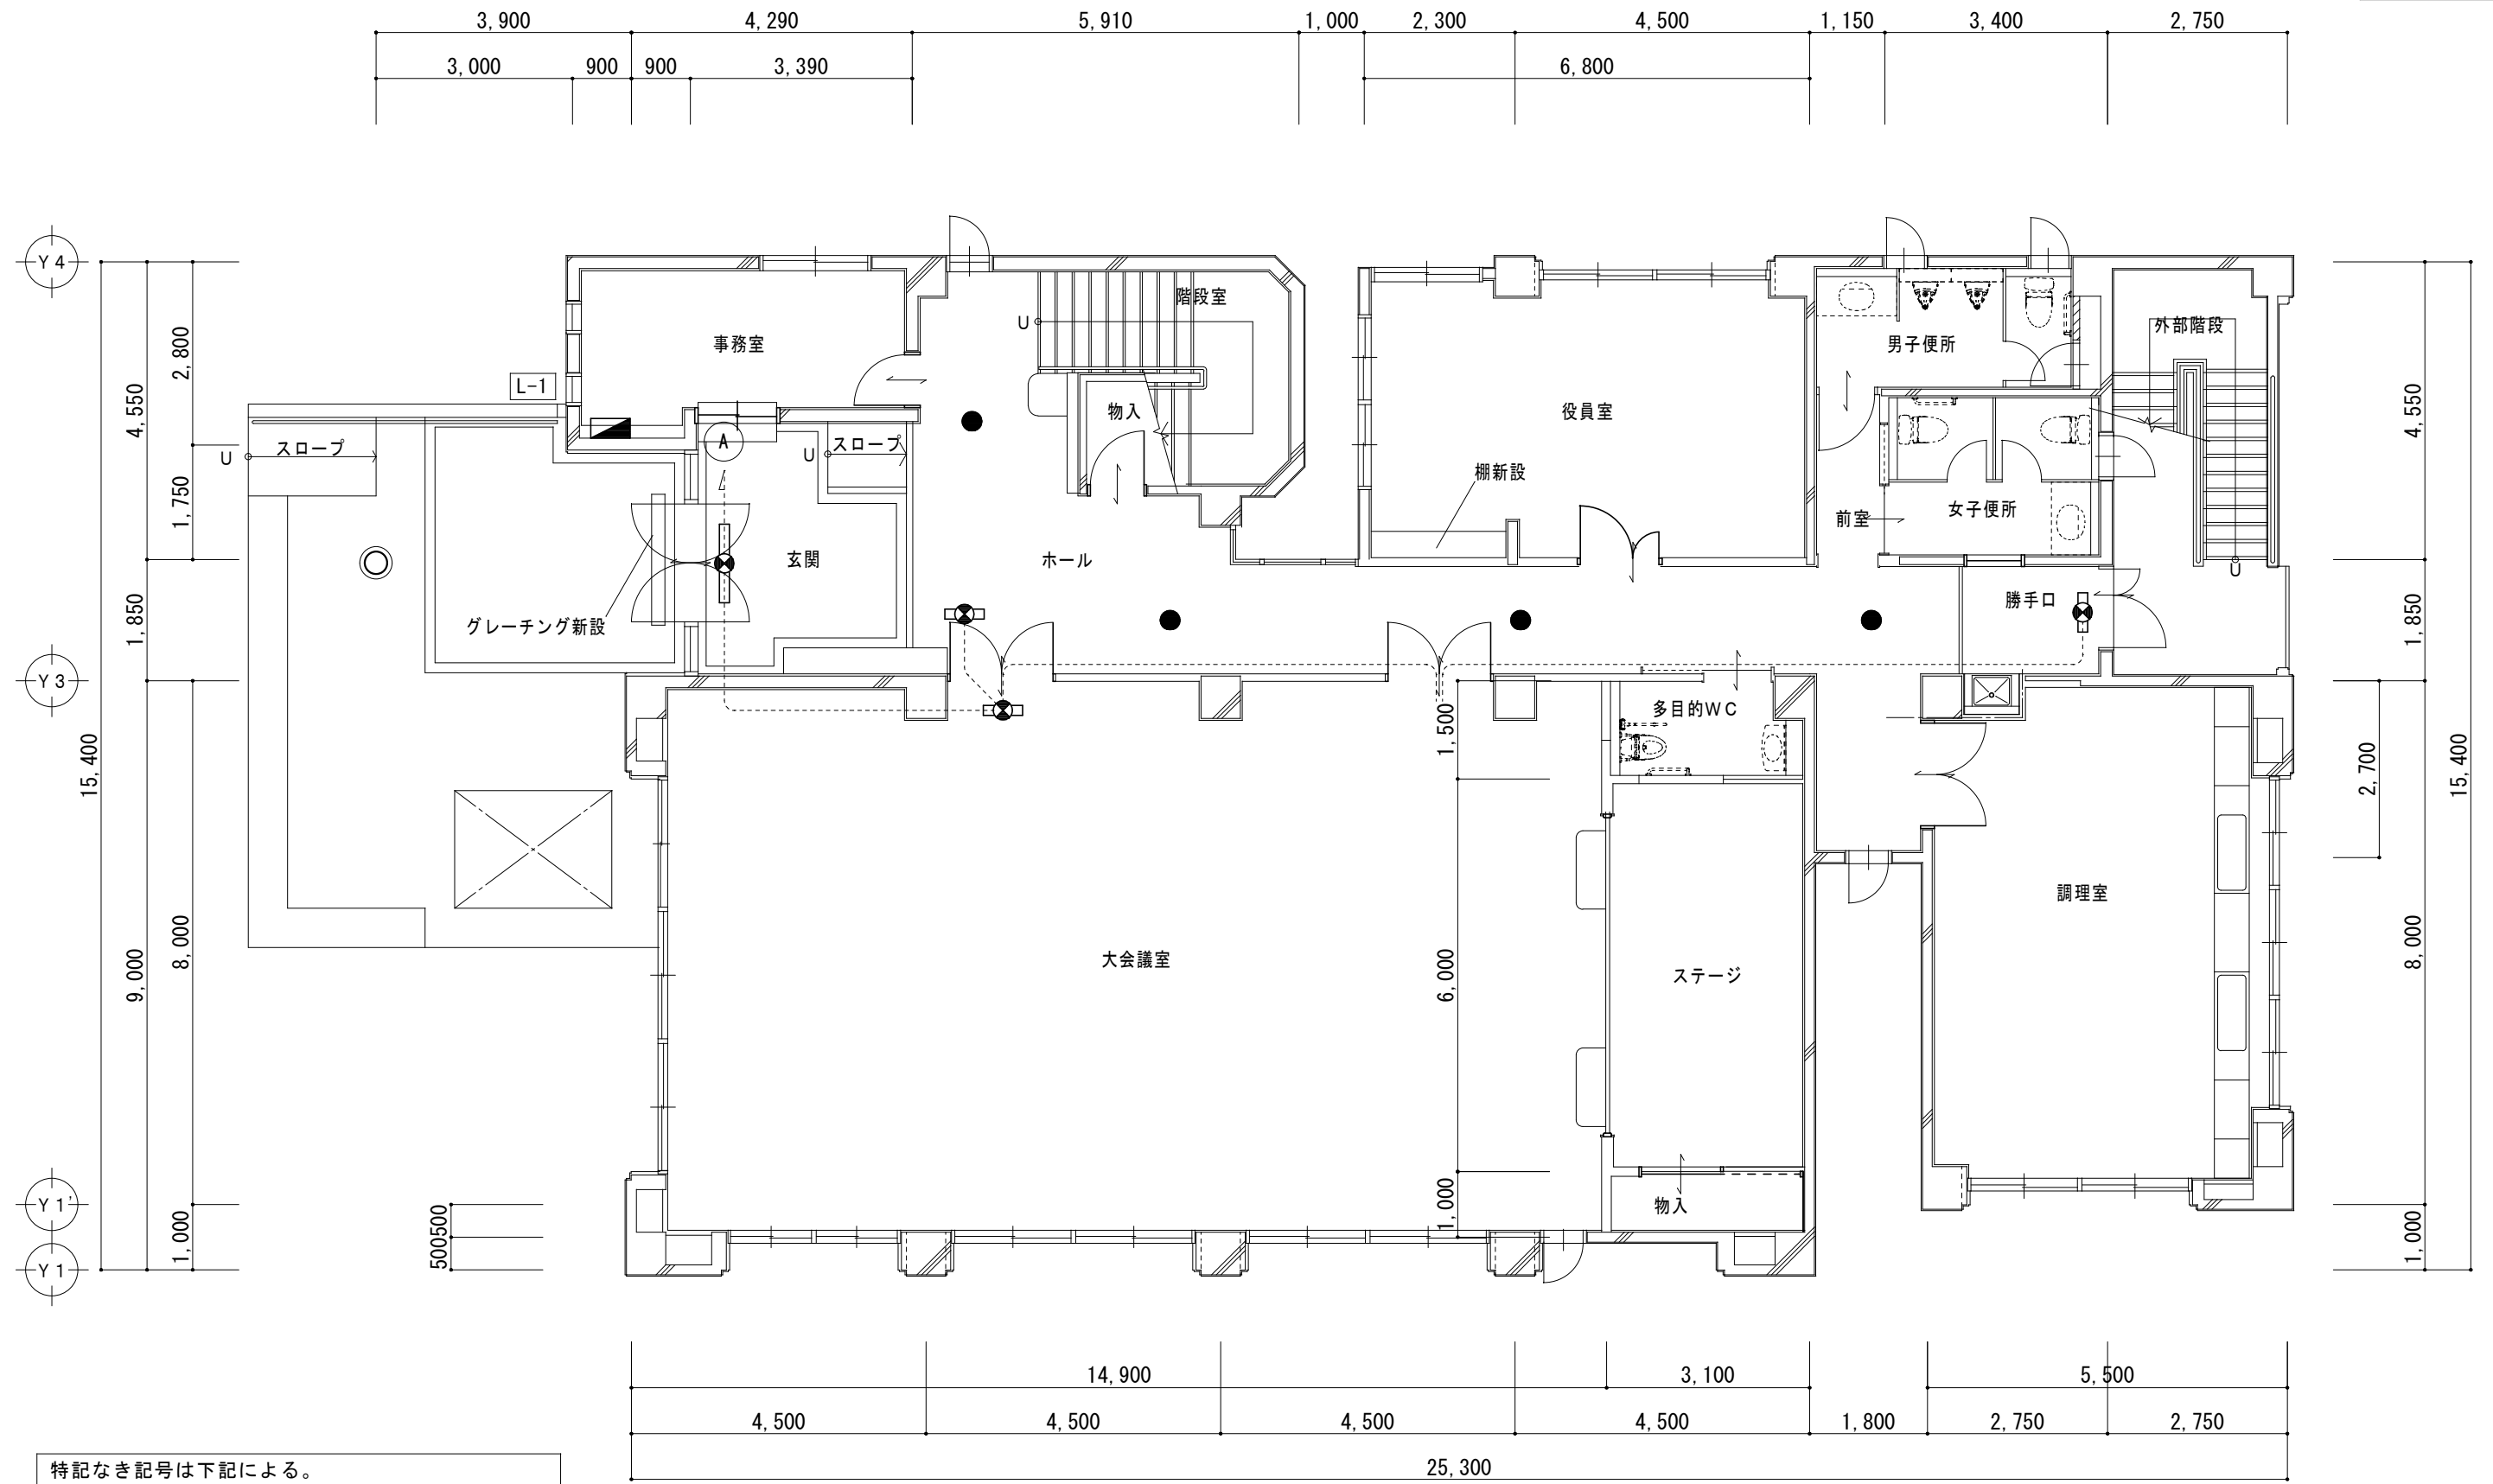 3,900 4,290 5,910 1,000 2,300 4,500 1,150 3,400 2,750
3,000 900 900 3,390 6,800
Y4
階段室
U
外部階段
事務室
男子便所
2,800
4,550
L-1
物入
役員室
4,550
A
スロープ
U
スロープ
U
棚新設
1,750
女子便所
前室
玄関
ホール
U
勝手口
グレーチング新設
1,850
1,850
Y3
多目的WC
1,500
15,400
2,700
15,400
調理室
8,000
9,000
大会議室
6,000
ステージ
8,000
Y1'
物入
1,000
1,000
500500
1,000
Y1
14,900 3,100 5,500
4,500 4,500 4,500 4,500 1,800 2,750 2,750
25,300
特記なき記号は下記による。